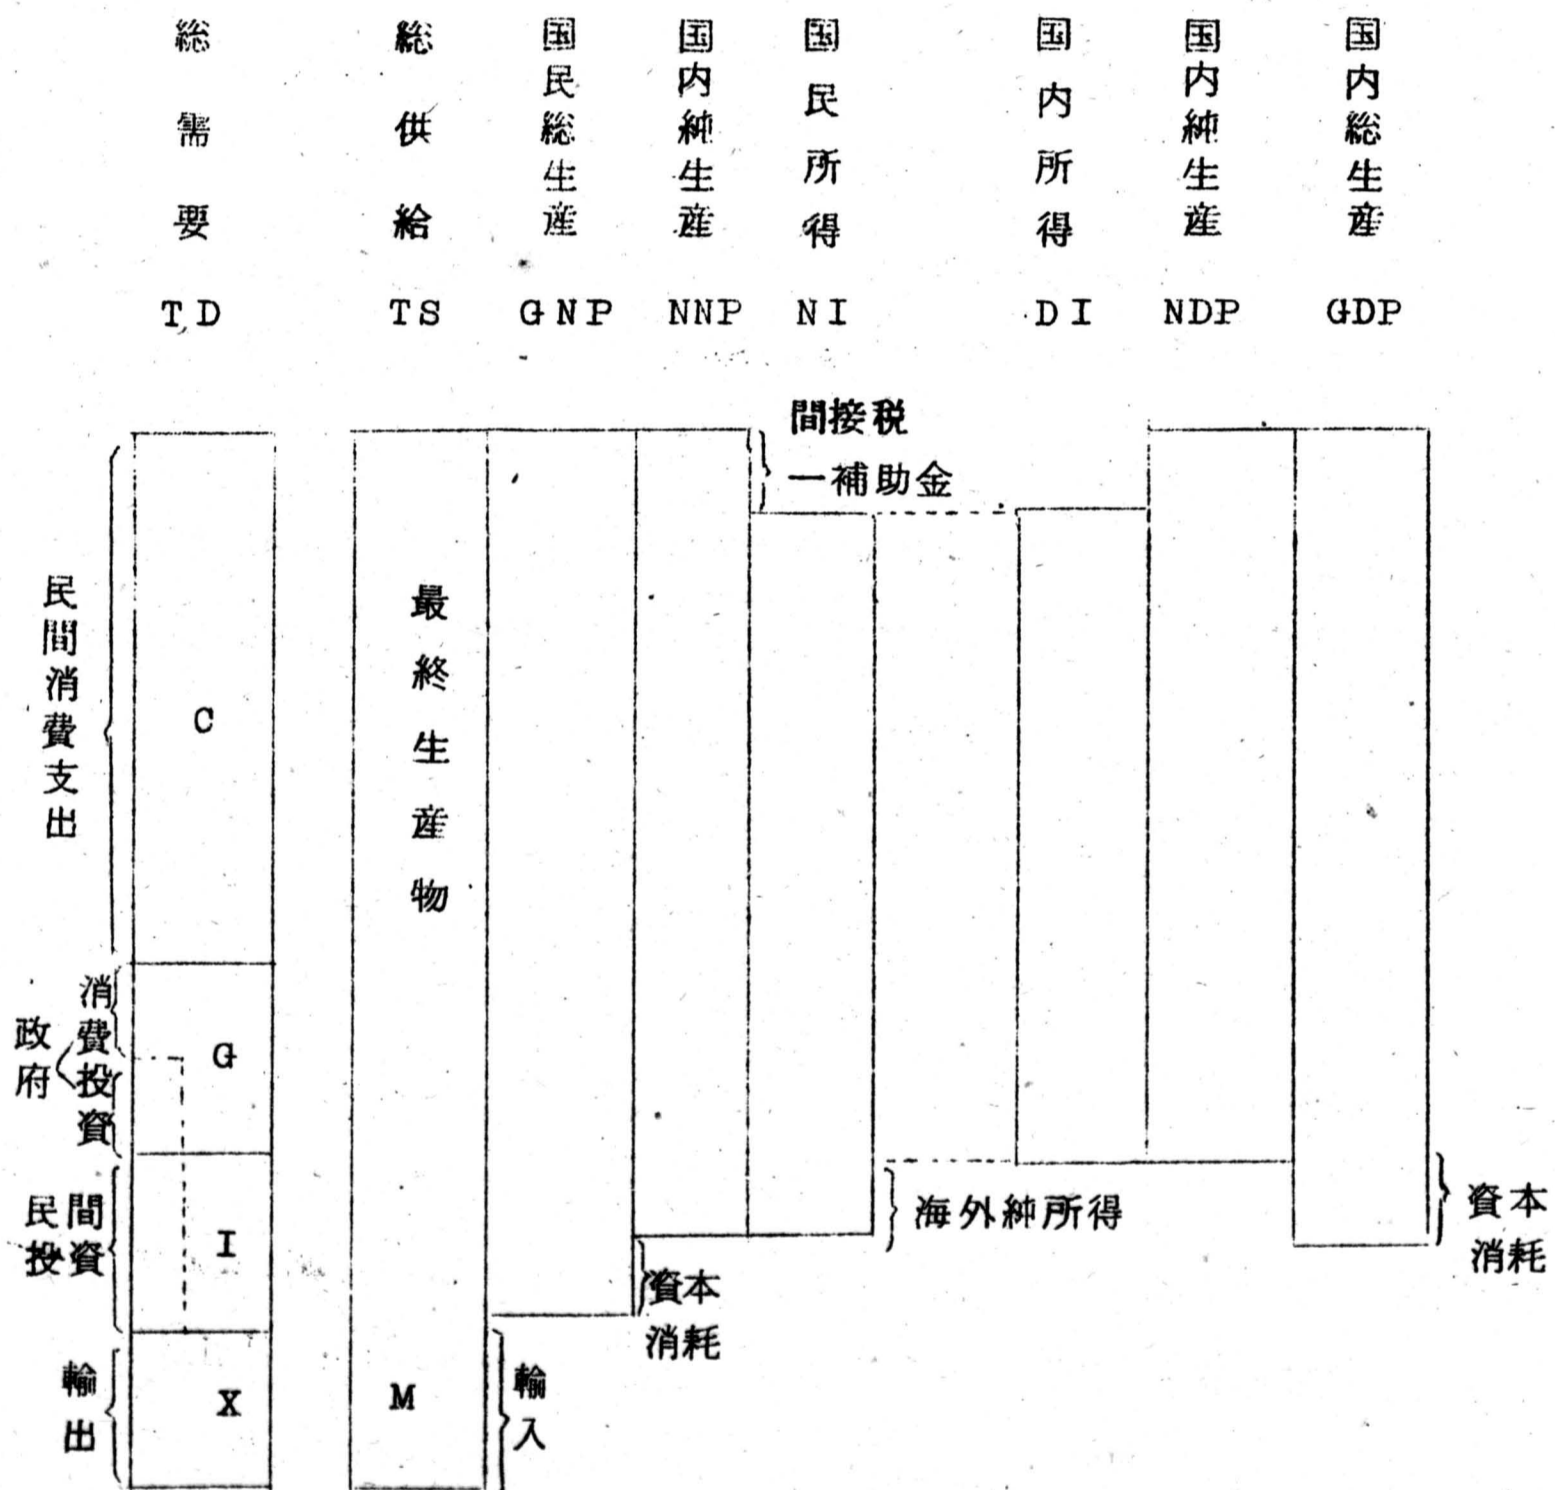 総需要
総供給
国民総生産
国内純生産
国民所得
国内所得
国内純生産
国内総生産
TD
TS
GNP
NNP
NI
DI
NDP
GDP
間接税
－補助金
民間消費支出
C
最終生産物
政府
消費
投資
G
民間
投資
I
輸出
X
M
輸入
資本
消耗
海外純所得
資本
消耗